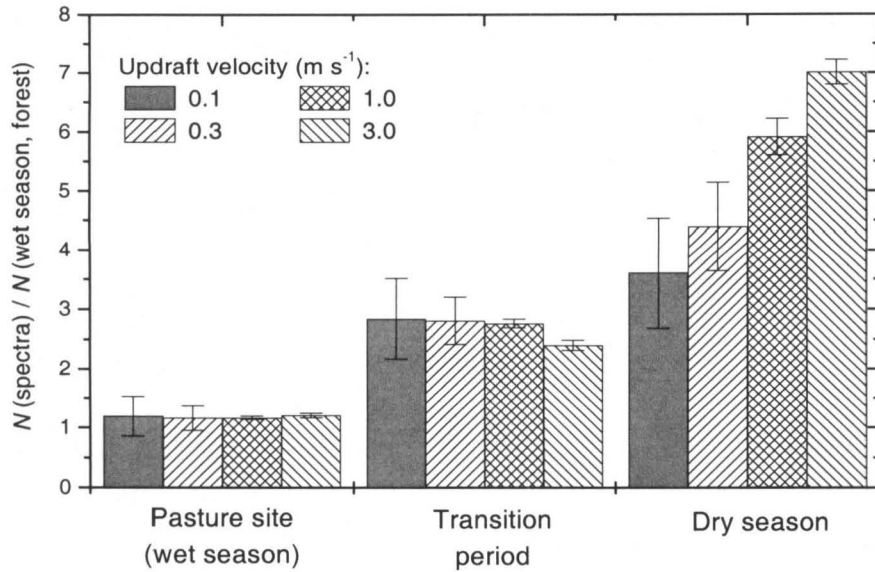 8
7
6
5
4
3
2
1
0
N (spectra) / N (wet season, forest)
Updraft velocity (m s⁻¹):
0.1
1.0
0.3
3.0
Pasture site
(wet season)
Transition
period
Dry season